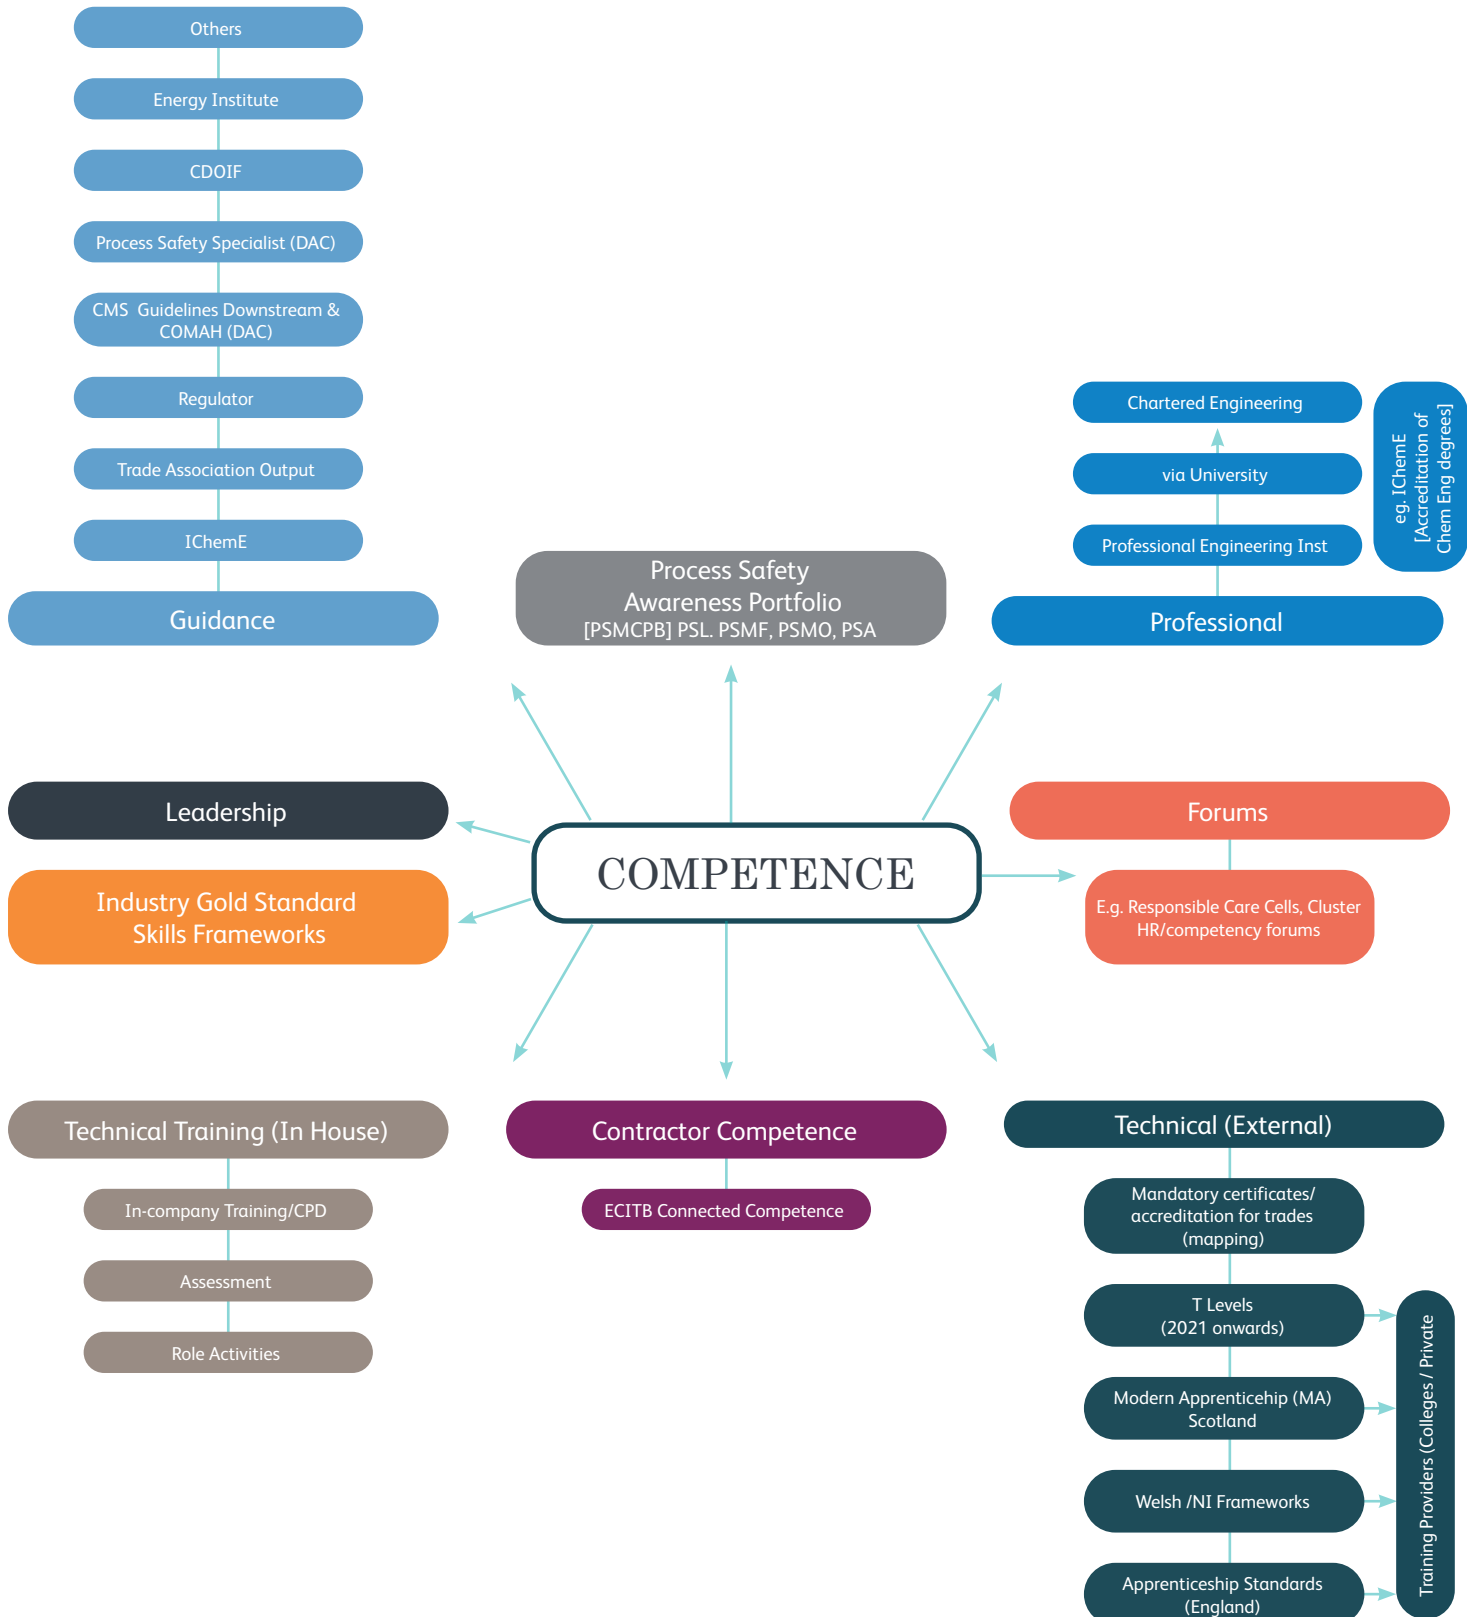 Others
Energy Institute
CDOIF
Process Safety Specialist (DAC)
CMS Guidelines Downstream &
COMAH (DAC)
Regulator
Trade Association Output
IChemE
Guidance
Process Safety
Awareness Portfolio
[PSMCPB] PSL. PSMF, PSMO, PSA
Chartered Engineering
via University
Professional Engineering Inst
eg. IChemE
[Accreditation of
Chem Eng degrees]
Professional
Leadership
Industry Gold Standard
Skills Frameworks
COMPETENCE
Forums
E.g. Responsible Care Cells, Cluster
HR/competency forums
Technical Training (In House)
In-company Training/CPD
Assessment
Role Activities
Contractor Competence
ECITB Connected Competence
Technical (External)
Mandatory certificates/
accreditation for trades
(mapping)
T Levels
(2021 onwards)
Modern Apprenticehip (MA)
Scotland
Welsh /NI Frameworks
Apprenticeship Standards
(England)
Training Providers (Colleges / Private